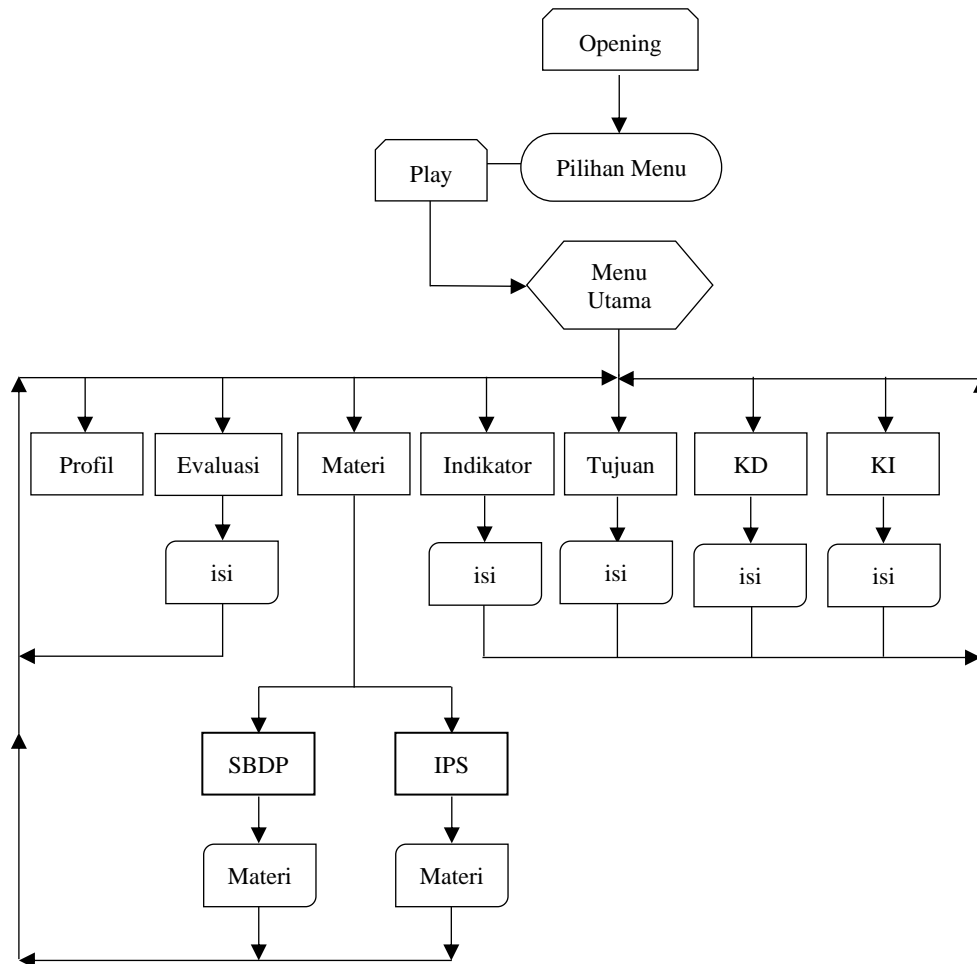 Opening
Play
Pilihan Menu
Menu
Utama
Profil
Evaluasi
Materi
Indikator
Tujuan
KD
KI
isi
isi
isi
isi
isi
SBDP
IPS
Materi
Materi